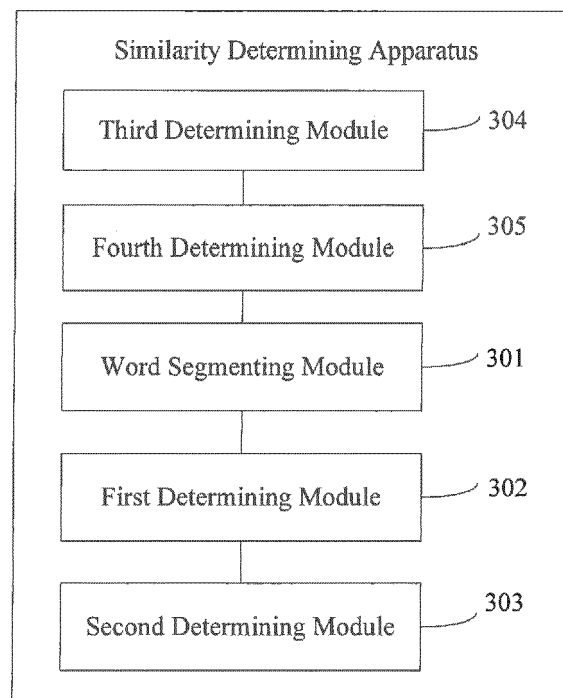 Similarity Determining Apparatus
Third Determining Module
304
Fourth Determining Module
305
Word Segmenting Module
301
First Determining Module
302
Second Determining Module
303